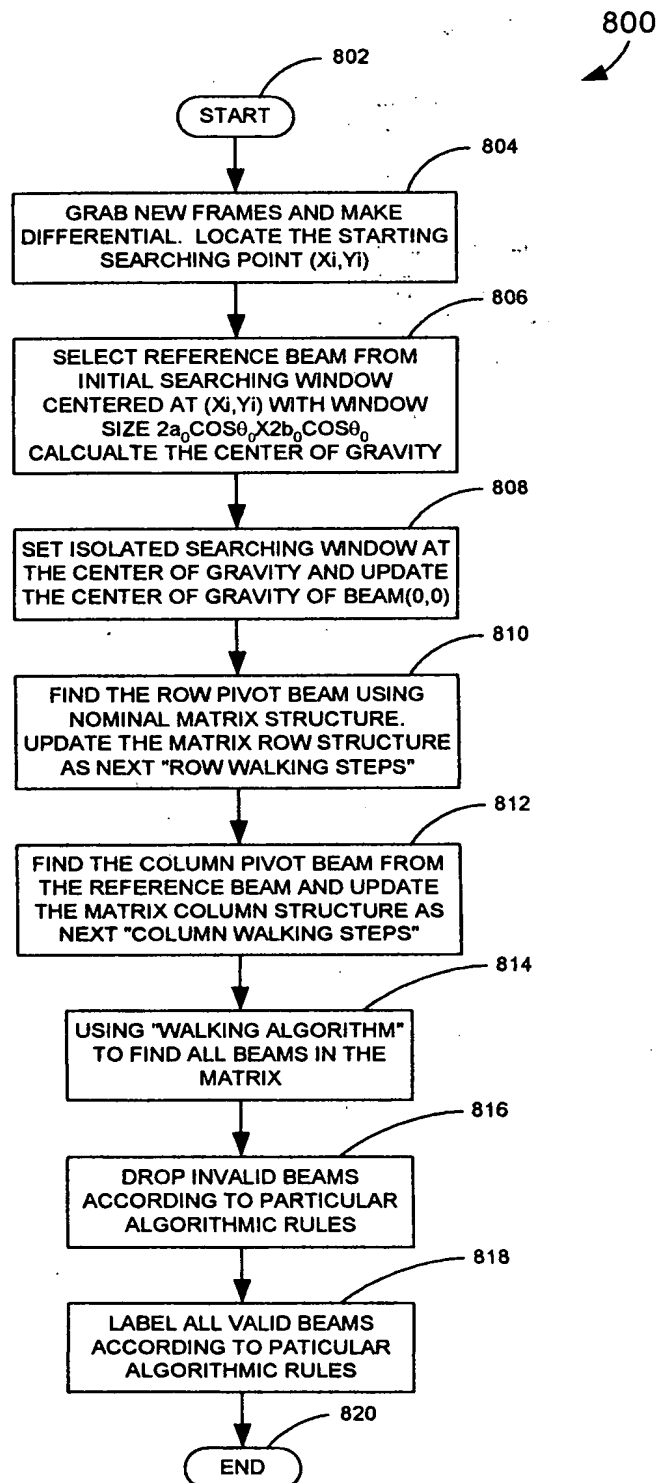 800
802
START
804
GRAB NEW FRAMES AND MAKE
DIFFERENTIAL. LOCATE THE STARTING
SEARCHING POINT (Xi,Yi)
806
SELECT REFERENCE BEAM FROM
INITIAL SEARCHING WINDOW
CENTERED AT (Xi,Yi) WITH WINDOW
SIZE 2a₀COSθ₀X2b₀COSθ₀
CALCUALTE THE CENTER OF GRAVITY
808
SET ISOLATED SEARCHING WINDOW AT
THE CENTER OF GRAVITY AND UPDATE
THE CENTER OF GRAVITY OF BEAM(0,0)
810
FIND THE ROW PIVOT BEAM USING
NOMINAL MATRIX STRUCTURE.
UPDATE THE MATRIX ROW STRUCTURE
AS NEXT "ROW WALKING STEPS"
812
FIND THE COLUMN PIVOT BEAM FROM
THE REFERENCE BEAM AND UPDATE
THE MATRIX COLUMN STRUCTURE AS
NEXT "COLUMN WALKING STEPS"
814
USING "WALKING ALGORITHM"
TO FIND ALL BEAMS IN THE
MATRIX
816
DROP INVALID BEAMS
ACCORDING TO PARTICULAR
ALGORITHMIC RULES
818
LABEL ALL VALID BEAMS
ACCORDING TO PATICULAR
ALGORITHMIC RULES
820
END